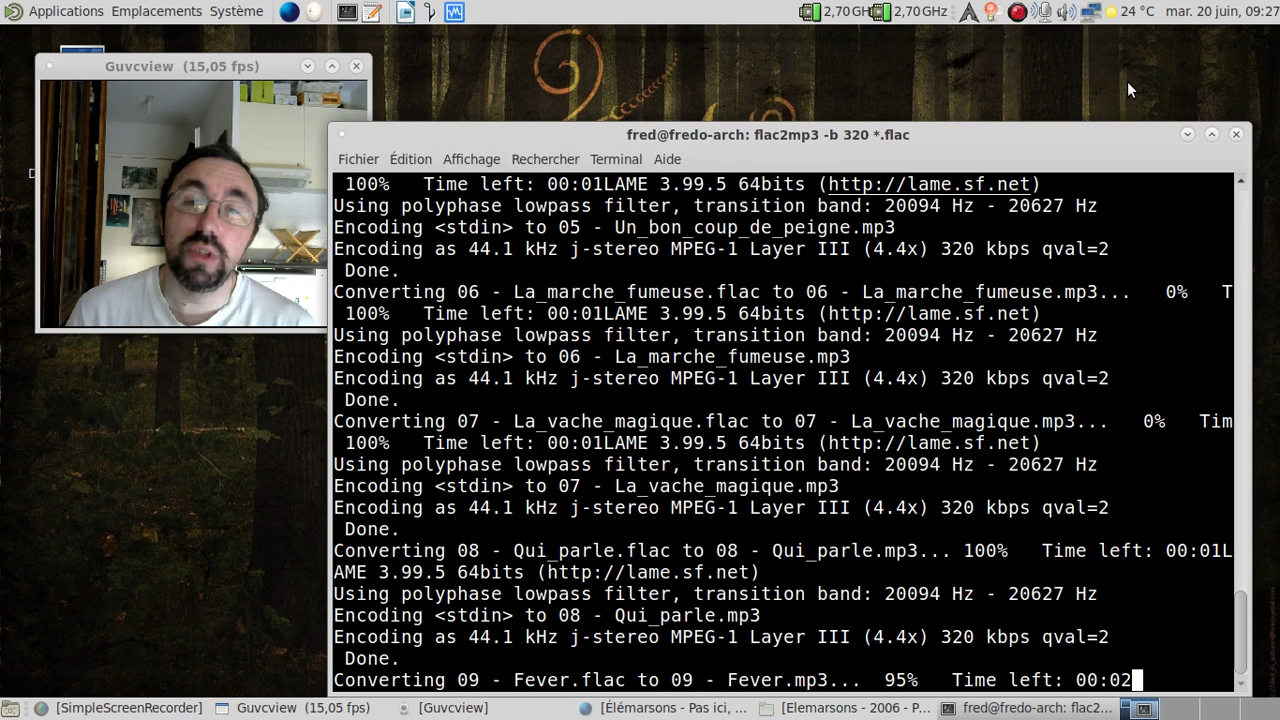 Applications Emplacements Système 2,70 GHz 2,70 GHz 24 °C mar. 20 juin, 09:27
Guvcview (15,05 fps)
fred@fredo-arch: flac2mp3 -b 320 *.flac
Fichier Édition Affichage Rechercher Terminal Aide
100% Time left: 00:01LAME 3.99.5 64bits (http://lame.sf.net)
Using polyphase lowpass filter, transition band: 20094 Hz - 20627 Hz
Encoding <stdin> to 05 - Un_bon_coup_de_peigne.mp3
Encoding as 44.1 kHz j-stereo MPEG-1 Layer III (4.4x) 320 kbps qval=2
Done.
Converting 06 - La_marche_fumeuse.flac to 06 - La_marche_fumeuse.mp3... 0% T
100% Time left: 00:01LAME 3.99.5 64bits (http://lame.sf.net)
Using polyphase lowpass filter, transition band: 20094 Hz - 20627 Hz
Encoding <stdin> to 06 - La_marche_fumeuse.mp3
Encoding as 44.1 kHz j-stereo MPEG-1 Layer III (4.4x) 320 kbps qval=2
Done.
Converting 07 - La_vache_magique.flac to 07 - La_vache_magique.mp3... 0% Tim
100% Time left: 00:01LAME 3.99.5 64bits (http://lame.sf.net)
Using polyphase lowpass filter, transition band: 20094 Hz - 20627 Hz
Encoding <stdin> to 07 - La_vache_magique.mp3
Encoding as 44.1 kHz j-stereo MPEG-1 Layer III (4.4x) 320 kbps qval=2
Done.
Converting 08 - Qui_parle.flac to 08 - Qui_parle.mp3... 100% Time left: 00:01L
AME 3.99.5 64bits (http://lame.sf.net)
Using polyphase lowpass filter, transition band: 20094 Hz - 20627 Hz
Encoding <stdin> to 08 - Qui_parle.mp3
Encoding as 44.1 kHz j-stereo MPEG-1 Layer III (4.4x) 320 kbps qval=2
Done.
Converting 09 - Fever.flac to 09 - Fever.mp3... 95% Time left: 00:02
[SimpleScreenRecorder] Guvcview (15,05 fps) [Guvcview] [Élémarsons - Pas ici, ... [Elemarsons - 2006 - P... fred@fredo-arch: flac2...